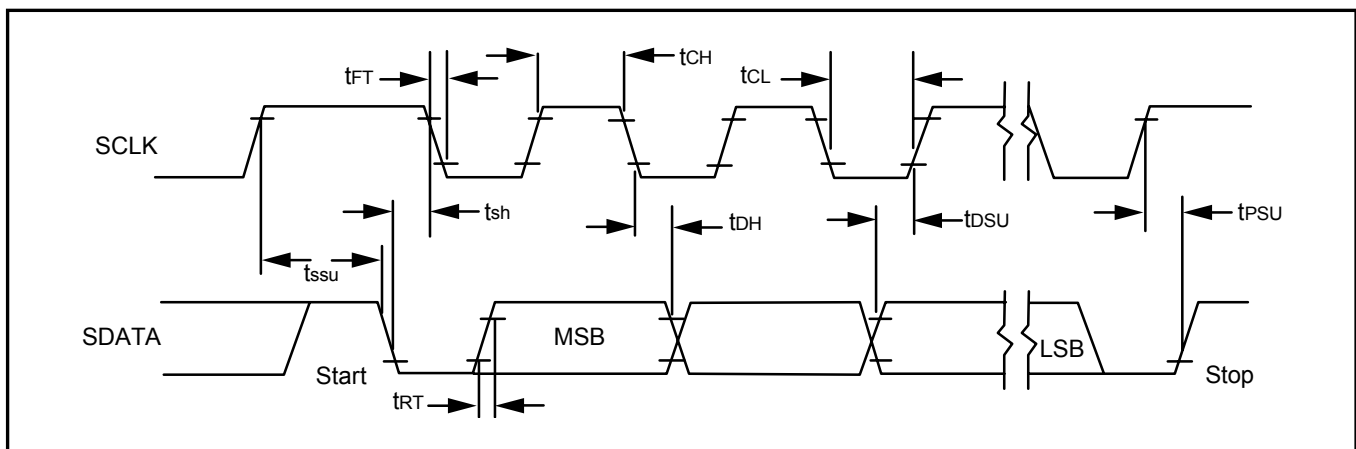 tFT
tCH
tCL
SCLK
tsh
tDH
tDSU
tPSU
tssu
SDATA
MSB
LSB
Start
Stop
tRT